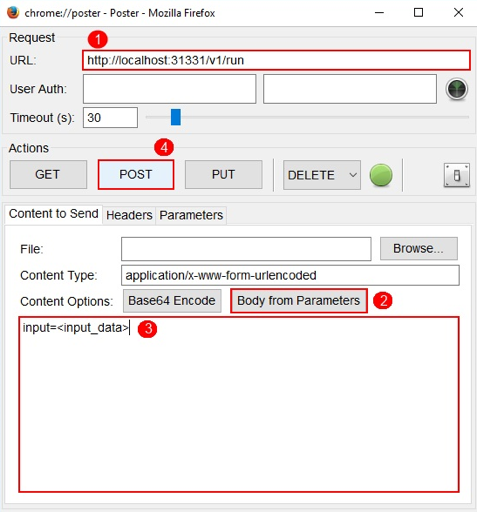 chrome://poster - Poster - Mozilla Firefox
Request
1
URL: http://localhost:31331/v1/run
User Auth:
Timeout (s): 30
Actions
4
GET POST PUT DELETE
Content to Send Headers Parameters
File: Browse...
Content Type: application/x-www-form-urlencoded
Content Options: Base64 Encode Body from Parameters 2
input=<input_data> 3